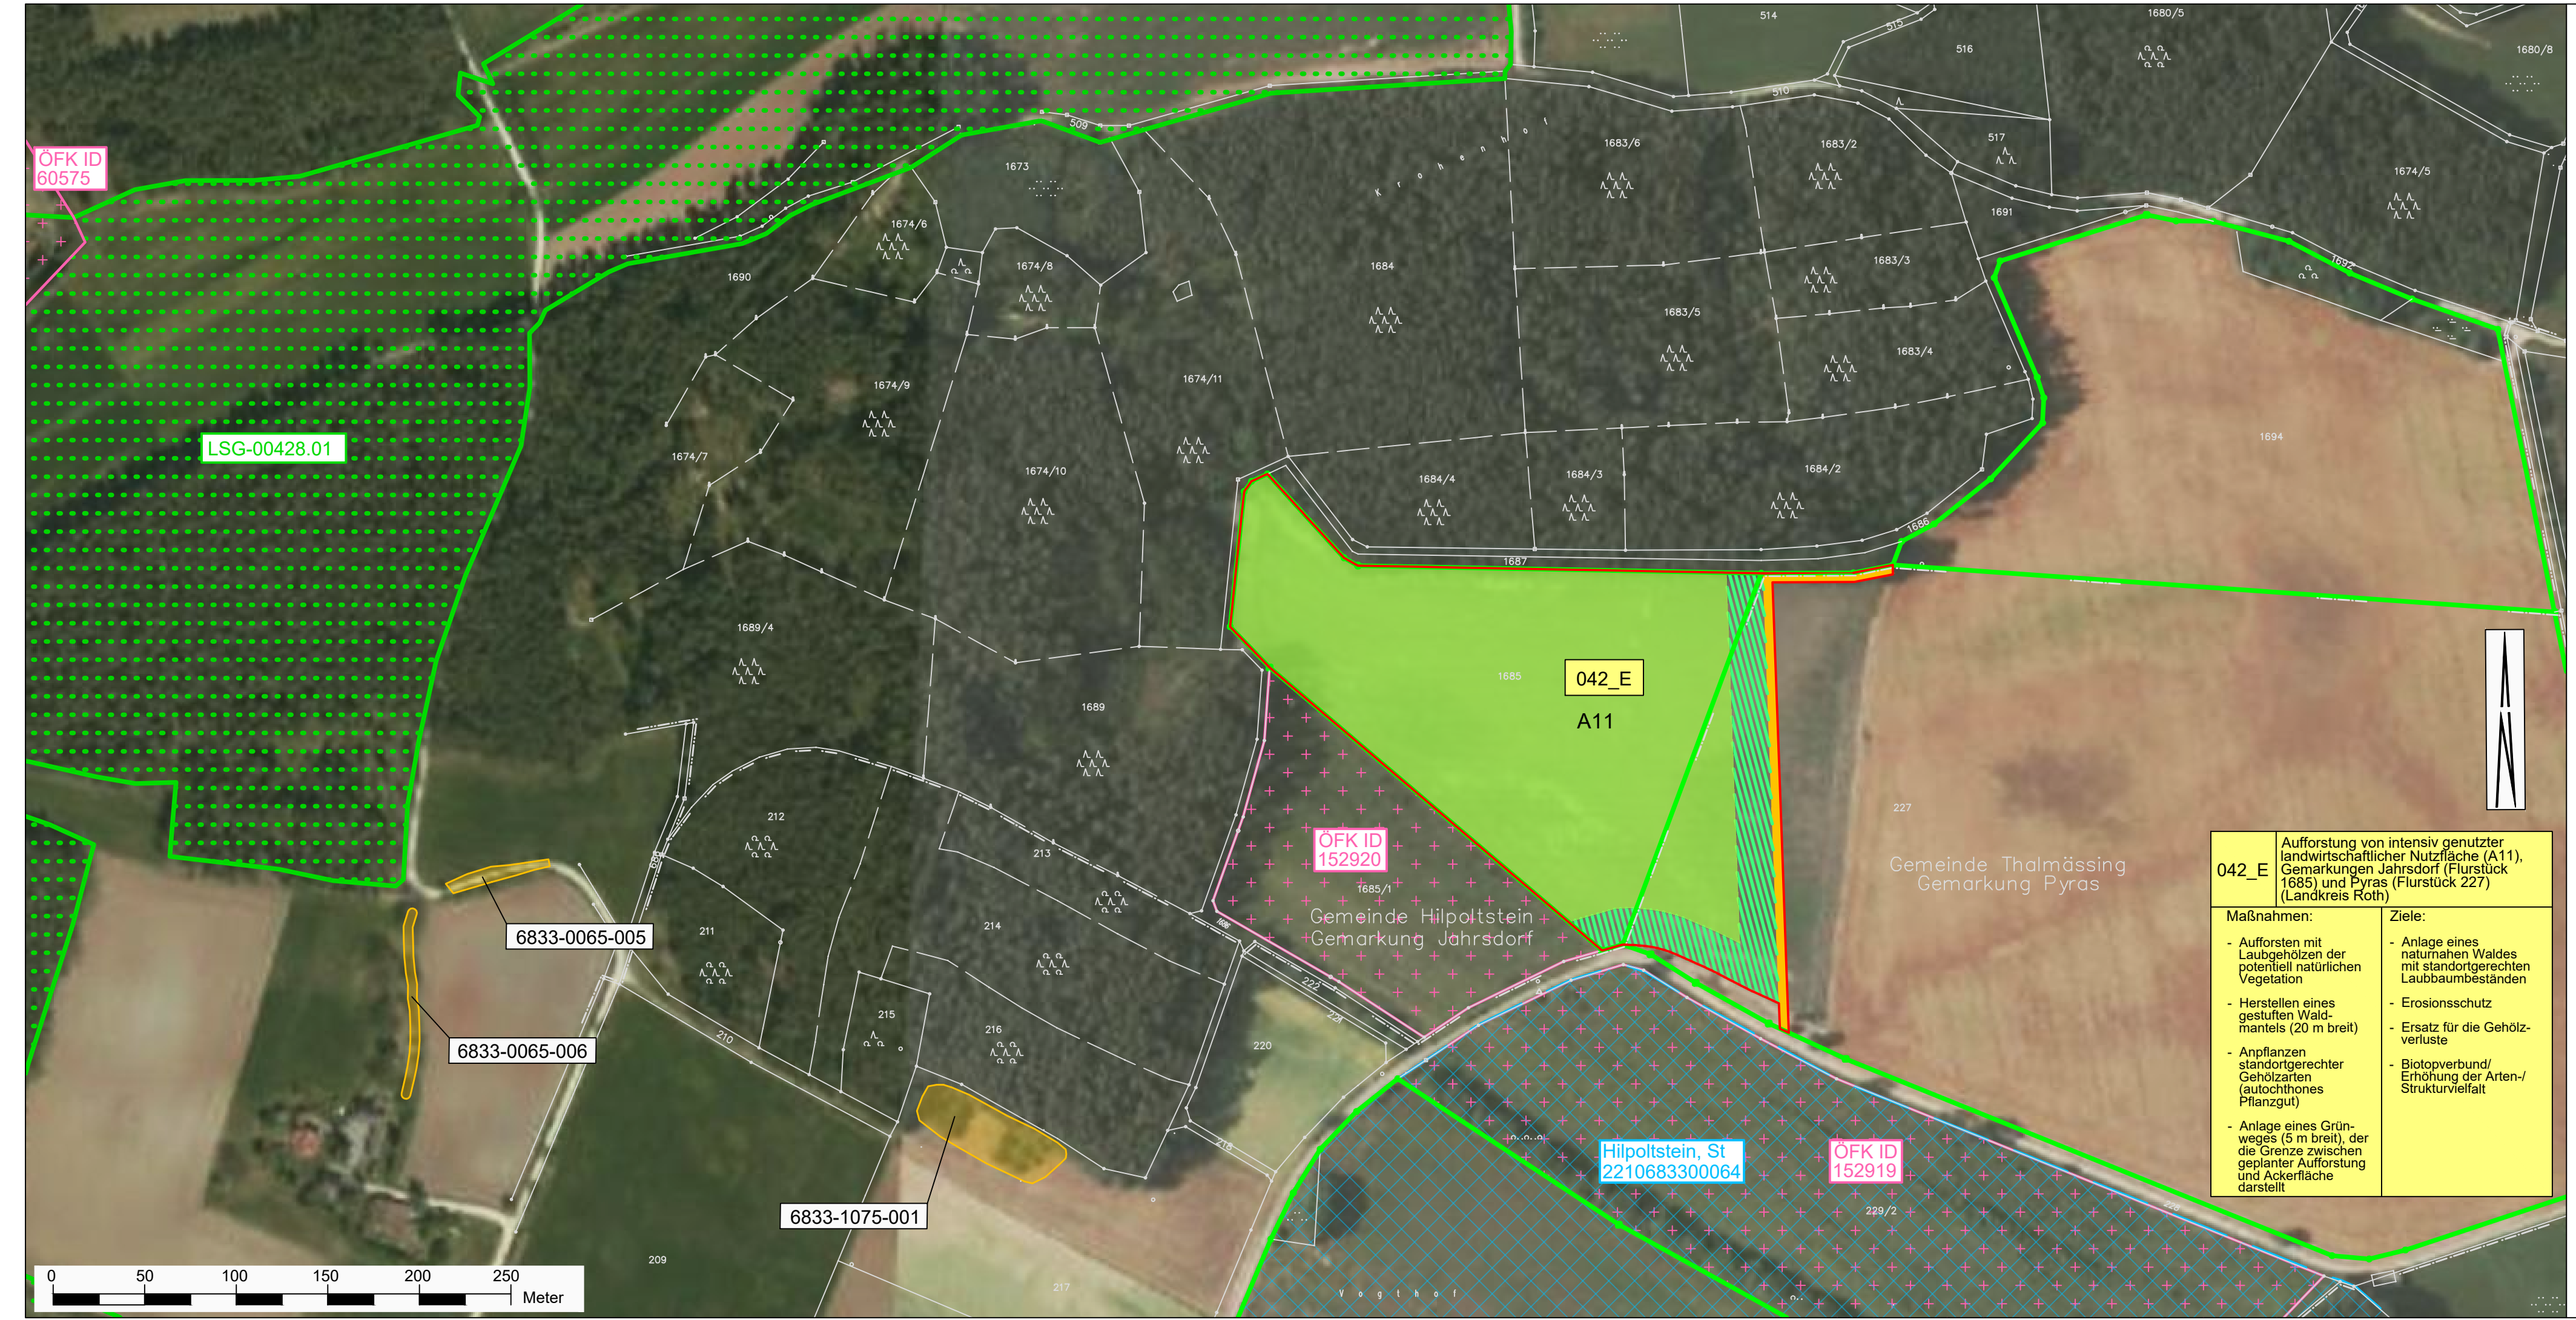 514
515
1680/5
516
1680/8
510
509
1683/6
1683/2
517
1674/5
ÖFK ID
60575
1673
Krohenhof
1674/6
1691
1690
1674/8
1684
1683/3
1692
1683/5
1683/4
1674/9
1674/11
1694
LSG-00428.01
1674/7
1674/10
1684/4
1684/3
1684/2
1686
1687
1689/4
1685
042_E
A11
1689
212
213
ÖFK ID
152920
1685/1
227
Gemeinde Thalmässing
Gemarkung Pyras
Gemeinde Hilpoltstein
Gemarkung Jahrsdorf
1686
6833-0065-005
211
214
222
224
6833-0065-006
210
215
216
220
218
6833-1075-001
Hilpoltstein, St
2210683300064
ÖFK ID
152919
229/2
228
209
217
Vogthof
042_E
Aufforstung von intensiv genutzter
landwirtschaftlicher Nutzfläche (A11),
Gemarkungen Jahrsdorf (Flurstück
1685) und Pyras (Flurstück 227)
(Landkreis Roth)
Maßnahmen:
- Aufforsten mit
Laubgehölzen der
potentiell natürlichen
Vegetation
- Herstellen eines
gestuften Wald-
mantels (20 m breit)
- Anpflanzen
standortgerechter
Gehölzarten
(autochthones
Pflanzgut)
- Anlage eines Grün-
weges (5 m breit), der
die Grenze zwischen
geplanter Aufforstung
und Ackerfläche
darstellt
Ziele:
- Anlage eines
naturnahen Waldes
mit standortgerechten
Laubbaumbeständen
- Erosionsschutz
- Ersatz für die Gehölz-
verluste
- Biotopverbund/
Erhöhung der Arten-/
Strukturvielfalt
0 50 100 150 200 250
Meter